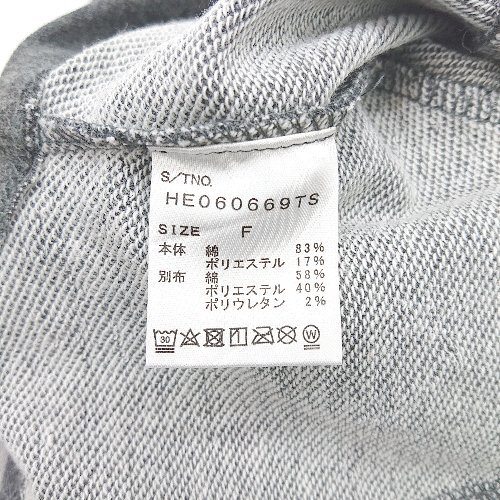 S/TNO.
HE060669TS
SIZE F
本体 綿 83%
ポリエステル 17%
別布 綿 58%
ポリエステル 40%
ポリウレタン 2%
30
W